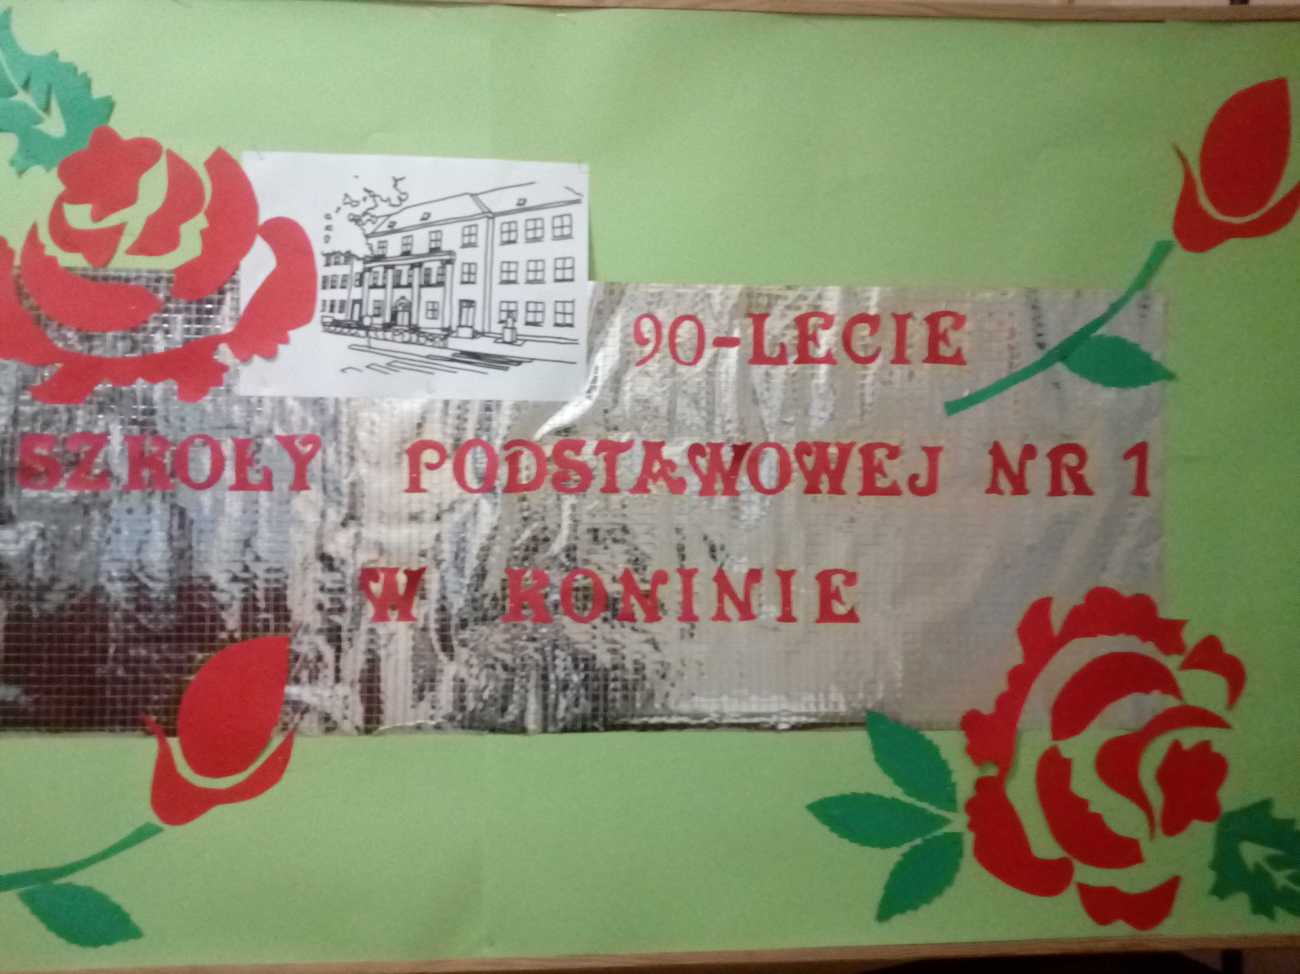 90-LECIE
SZKOŁY PODSTAWOWEJ NR 1
W KONINIE